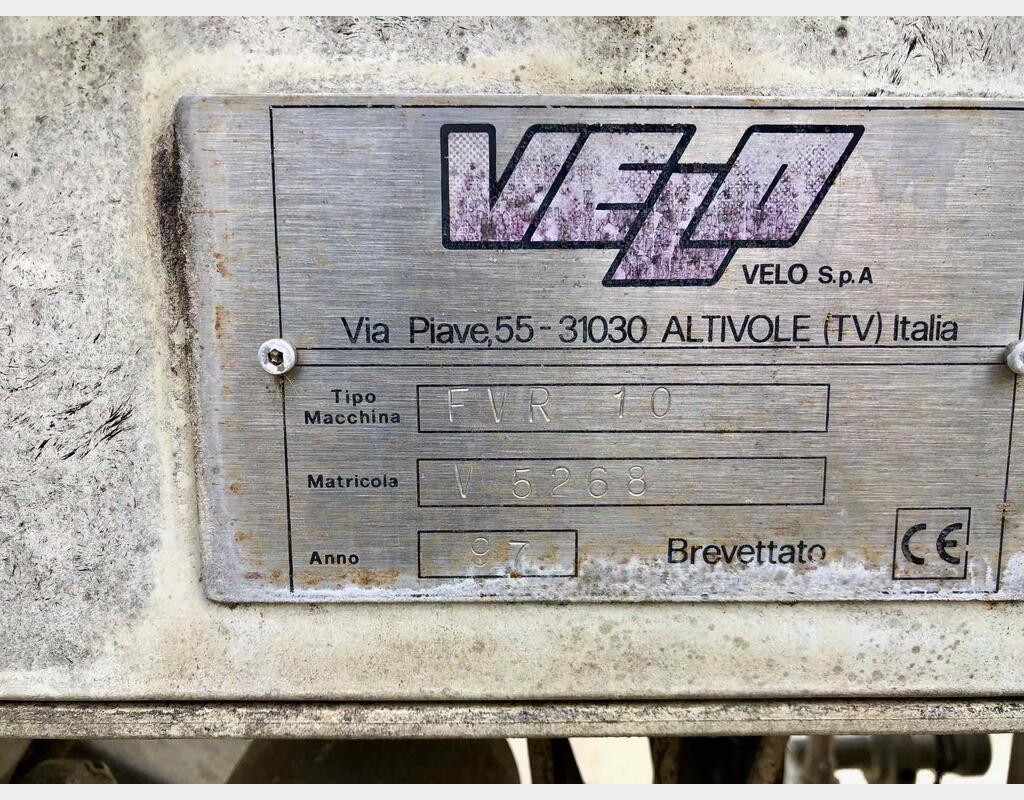 VELO
VELO S.p.A
Via Piave,55-31030 ALTIVOLE (TV) Italia
Tipo Macchina FVR 10
Matricola V 5268
Anno 97 Brevettato CE